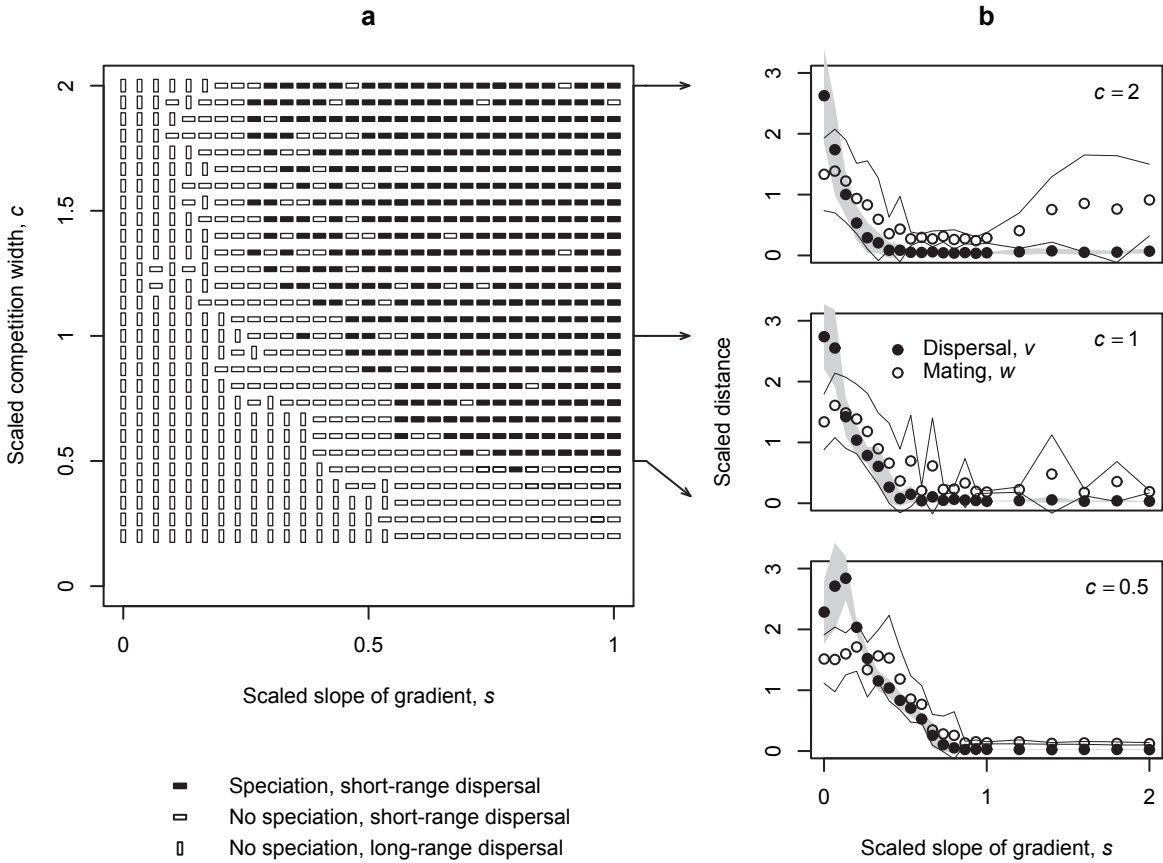 a
Scaled competition width, c
2
1.5
1
0.5
0
0
0.5
1
Scaled slope of gradient, s
Speciation, short-range dispersal
No speciation, short-range dispersal
No speciation, long-range dispersal
b
Scaled distance
3
2
1
0
c = 2
3
2
1
0
c = 1
Dispersal, v
Mating, w
3
2
1
0
c = 0.5
0
1
2
Scaled slope of gradient, s